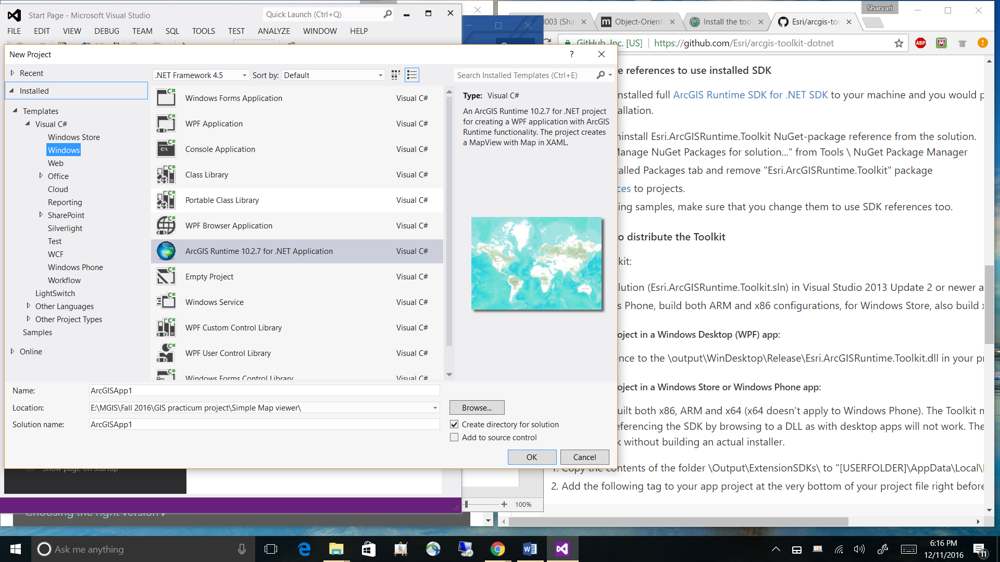 Start Page - Microsoft Visual Studio
Quick Launch (Ctrl+Q)
FILE EDIT VIEW DEBUG TEAM SQL TOOLS TEST ANALYZE WINDOW HELP
New Project
?
Recent
Installed
Templates
Visual C#
Windows Store
Windows
Web
Office
Cloud
Reporting
SharePoint
Silverlight
Test
WCF
Windows Phone
Workflow
LightSwitch
Other Languages
Other Project Types
Samples
Online
.NET Framework 4.5 Sort by: Default
Windows Forms Application Visual C#
WPF Application Visual C#
Console Application Visual C#
Class Library Visual C#
Portable Class Library Visual C#
WPF Browser Application Visual C#
ArcGIS Runtime 10.2.7 for .NET Application Visual C#
Empty Project Visual C#
Windows Service Visual C#
WPF Custom Control Library Visual C#
WPF User Control Library Visual C#
Windows Forms Control Library Visual C#
Search Installed Templates (Ctrl+E)
Type: Visual C#
An ArcGIS Runtime 10.2.7 for .NET project
for creating a WPF application with ArcGIS
Runtime functionality. The project creates
a MapView with Map in XAML.
Name: ArcGISApp1
Location: E:\MGIS\Fall 2016\GIS practicum project\Simple Map viewer\
Browse...
Solution name: ArcGISApp1
Create directory for solution
Add to source control
OK Cancel
Show page on startup
Choosing the right version
100%
Sharvari
I003 (Sha
Object-Orient
Install the tool
Esri/arcgis-too
GitHub, Inc. [US] https://github.com/Esri/arcgis-toolkit-dotnet
ABP
e references to use installed SDK
nstalled full ArcGIS Runtime SDK for .NET SDK to your machine and you would p
allation.
ninstall Esri.ArcGISRuntime.Toolkit NuGet-package reference from the solution.
Manage NuGet Packages for solution..." from Tools \ NuGet Package Manager
talled Packages tab and remove "Esri.ArcGISRuntime.Toolkit" package
ces to projects.
ing samples, make sure that you change them to use SDK references too.
o distribute the Toolkit
kit:
lution (Esri.ArcGISRuntime.Toolkit.sln) in Visual Studio 2013 Update 2 or newer a
s Phone, build both ARM and x86 configurations, for Windows Store, also build x
oject in a Windows Desktop (WPF) app:
ence to the \output\WinDesktop\Release\Esri.ArcGISRuntime.Toolkit.dll in your pr
oject in a Windows Store or Windows Phone app:
uilt both x86, ARM and x64 (x64 doesn't apply to Windows Phone). The Toolkit m
eferencing the SDK by browsing to a DLL as with desktop apps will not work. The
k without building an actual installer.
1. Copy the contents of the folder \Output\ExtensionSDKs\ to "[USERFOLDER]\AppData\Local\
2. Add the following tag to your app project at the very bottom of your project file right before
Ask me anything
6:16 PM
12/11/2016
11